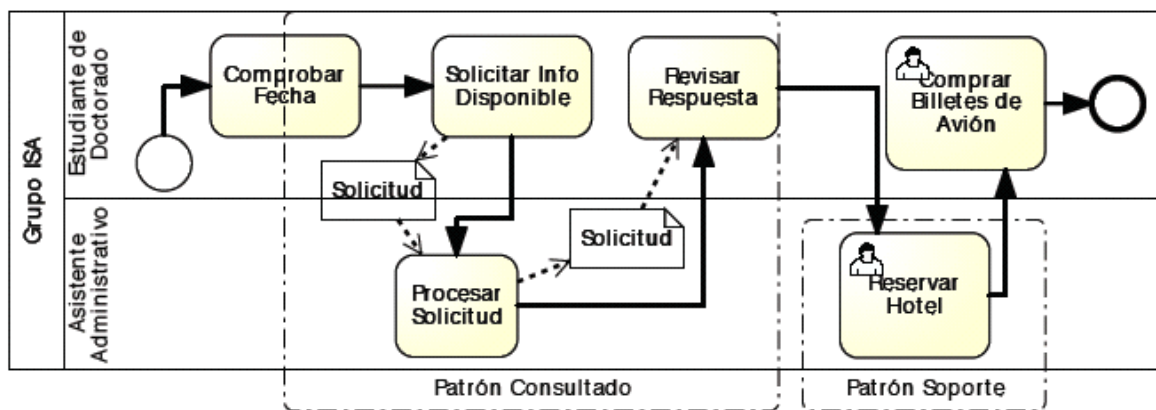 Grupo ISA
Estudiante de
Doctorado
Comprobar
Fecha
Solicitar Info
Disponible
Revisar
Respuesta
Comprar
Billetes de
Avión
Solicitud
Asistente
Administrativo
Procesar
Solicitud
Solicitud
Reservar
Hotel
Patrón Consultado
Patrón Soporte